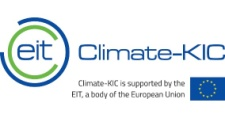 eit Climate-KIC
Climate-KIC is supported by the
EIT, a body of the European Union